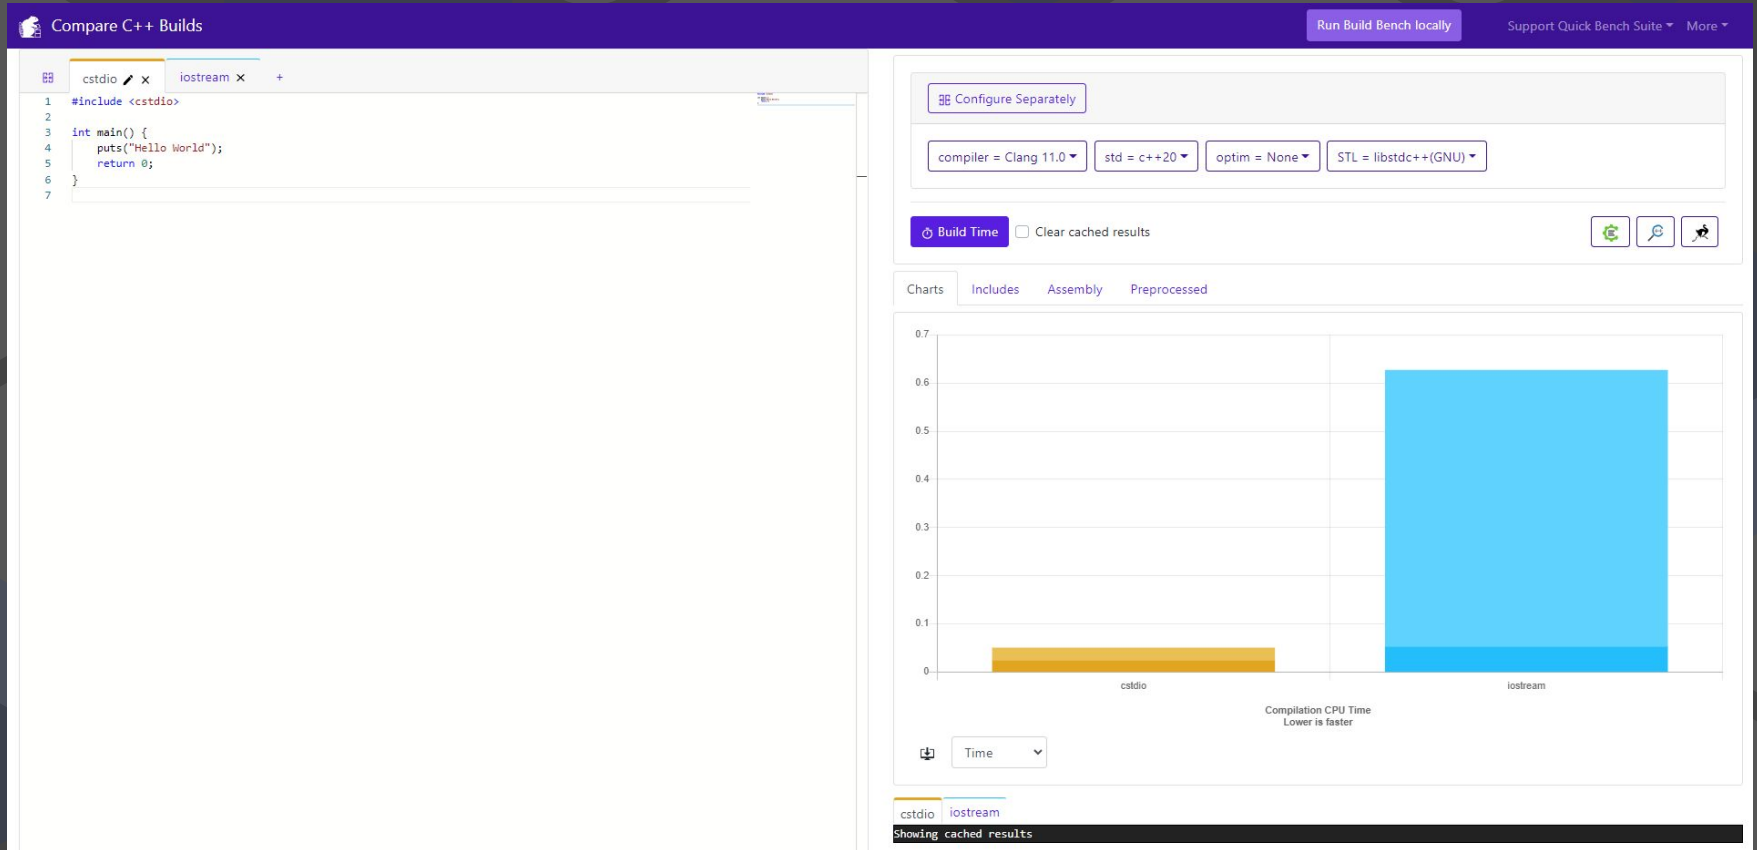 Compare C++ Builds
Run Build Bench locally
Support Quick Bench Suite
More
cstdio
iostream
+
1 #include <cstdio>
2
3 int main() {
4 puts("Hello World");
5 return 0;
6 }
7
Configure Separately
compiler = Clang 11.0
std = c++20
optim = None
STL = libstdc++(GNU)
Build Time
Clear cached results
Charts
Includes
Assembly
Preprocessed
0.7
0.6
0.5
0.4
0.3
0.2
0.1
0
cstdio
iostream
Compilation CPU Time
Lower is faster
Time
cstdio
iostream
Showing cached results